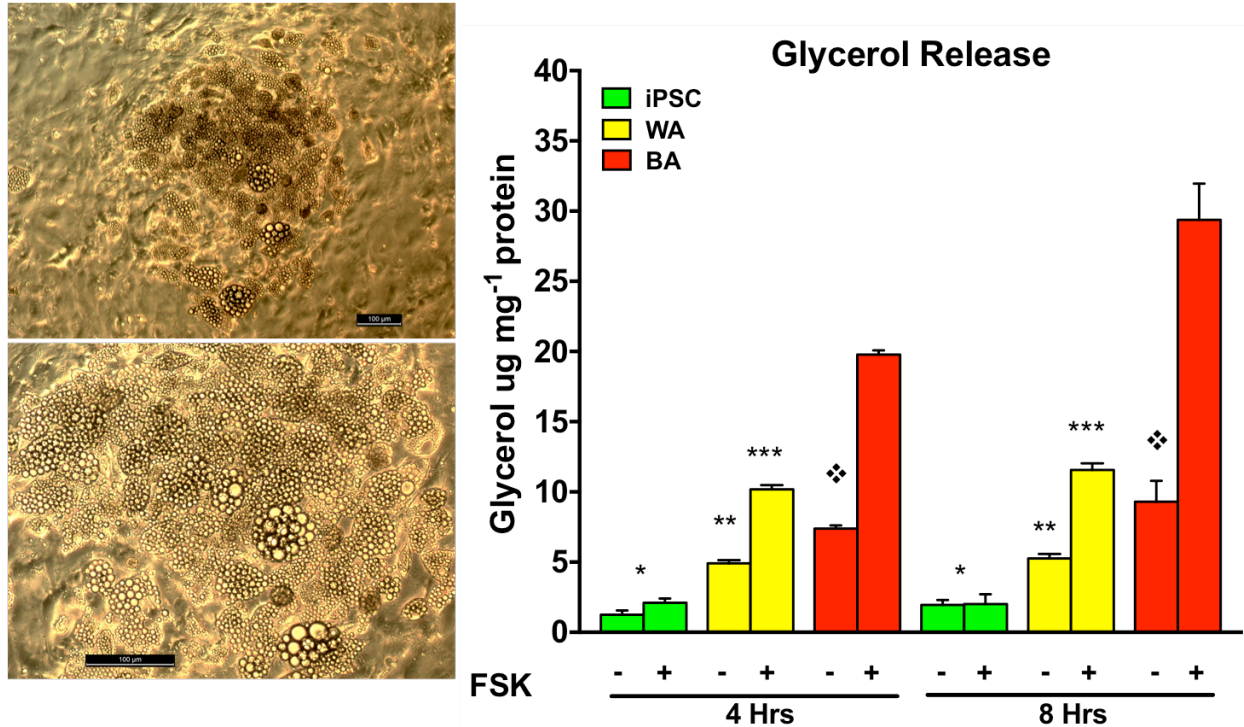 100 µm
100 µm
Glycerol Release
Glycerol ug mg⁻¹ protein
40
35
30
25
20
15
10
5
0
iPSC
WA
BA
*
**
***
❖
*
**
***
❖
FSK
- + - + - + - + - + - +
4 Hrs 8 Hrs